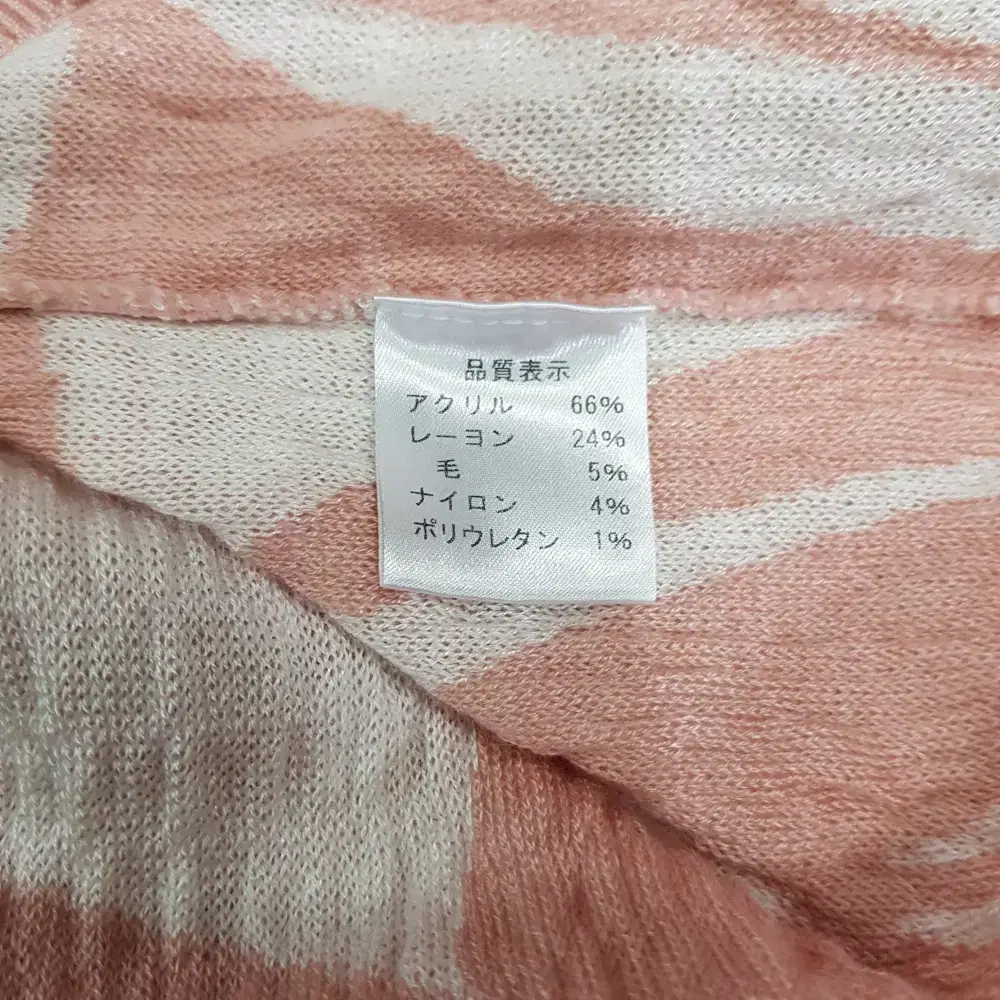 品質表示
アクリル 66%
レーヨン 24%
毛 5%
ナイロン 4%
ポリウレタン 1%